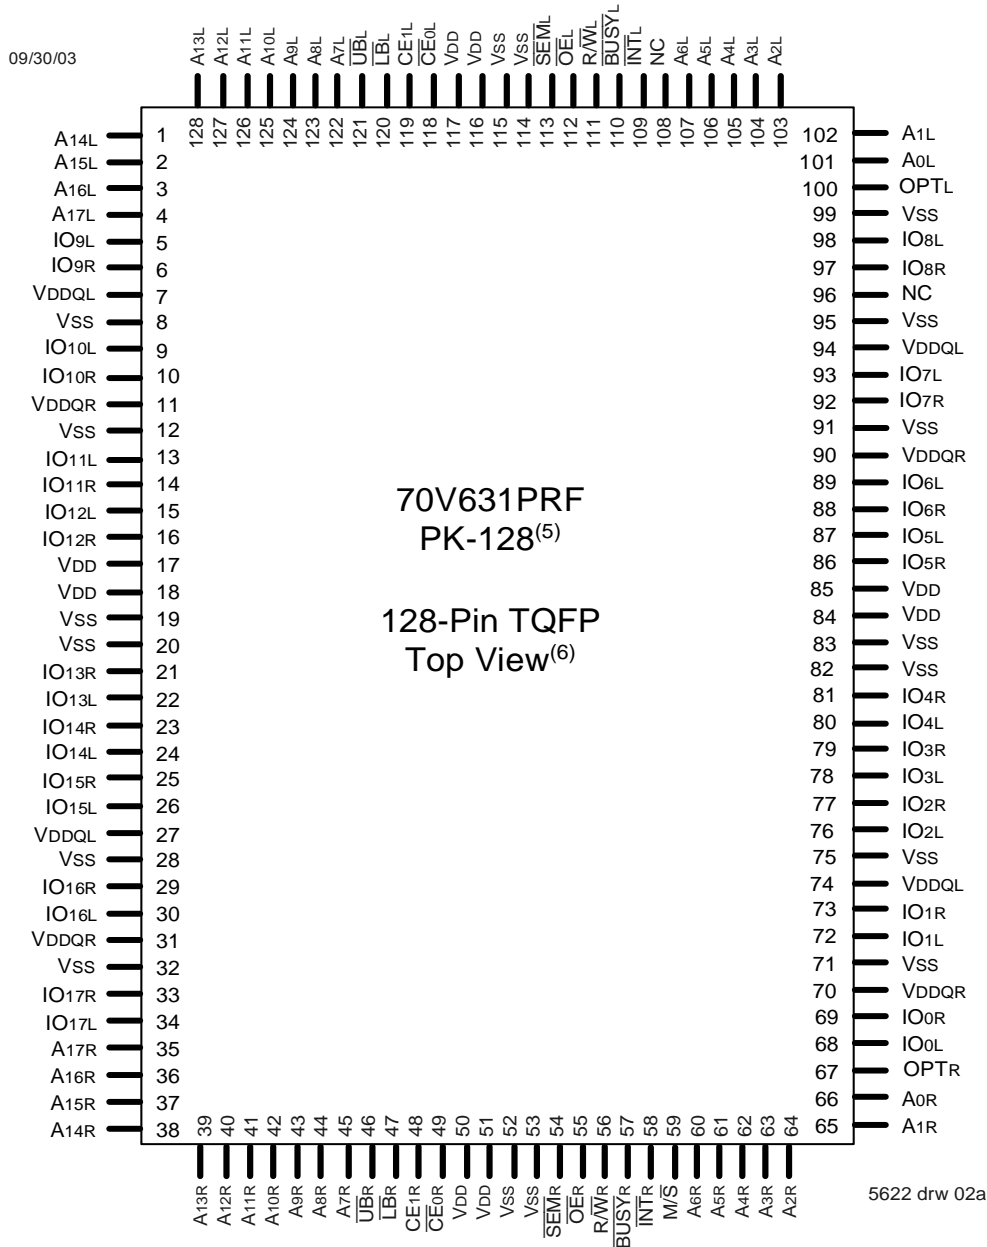 09/30/03
A13L A12L A11L A10L A9L A8L A7L UBL LBL CE1L CE0L VDD VDD VSS VSS SEML OEL R/WL BUSYL INTL NC A6L A5L A4L A3L A2L
128 127 126 125 124 123 122 121 120 119 118 117 116 115 114 113 112 111 110 109 108 107 106 105 104 103
A14L 1
A15L 2
A16L 3
A17L 4
IO9L 5
IO9R 6
VDDQL 7
VSS 8
IO10L 9
IO10R 10
VDDQR 11
VSS 12
IO11L 13
IO11R 14
IO12L 15
IO12R 16
VDD 17
VDD 18
VSS 19
VSS 20
IO13R 21
IO13L 22
IO14R 23
IO14L 24
IO15R 25
IO15L 26
VDDQL 27
VSS 28
IO16R 29
IO16L 30
VDDQR 31
VSS 32
IO17R 33
IO17L 34
A17R 35
A16R 36
A15R 37
A14R 38
70V631PRF
PK-128(5)
128-Pin TQFP
Top View(6)
102 A1L
101 A0L
100 OPTL
99 VSS
98 IO8L
97 IO8R
96 NC
95 VSS
94 VDDQL
93 IO7L
92 IO7R
91 VSS
90 VDDQR
89 IO6L
88 IO6R
87 IO5L
86 IO5R
85 VDD
84 VDD
83 VSS
82 VSS
81 IO4R
80 IO4L
79 IO3R
78 IO3L
77 IO2R
76 IO2L
75 VSS
74 VDDQL
73 IO1R
72 IO1L
71 VSS
70 VDDQR
69 IO0R
68 IO0L
67 OPTR
66 A0R
65 A1R
39 40 41 42 43 44 45 46 47 48 49 50 51 52 53 54 55 56 57 58 59 60 61 62 63 64
A13R A12R A11R A10R A9R A8R A7R UBR LBR CE1R CE0R VDD VDD VSS VSS SEMR OER R/WR BUSYR INTR M/S A6R A5R A4R A3R A2R
5622 drw 02a